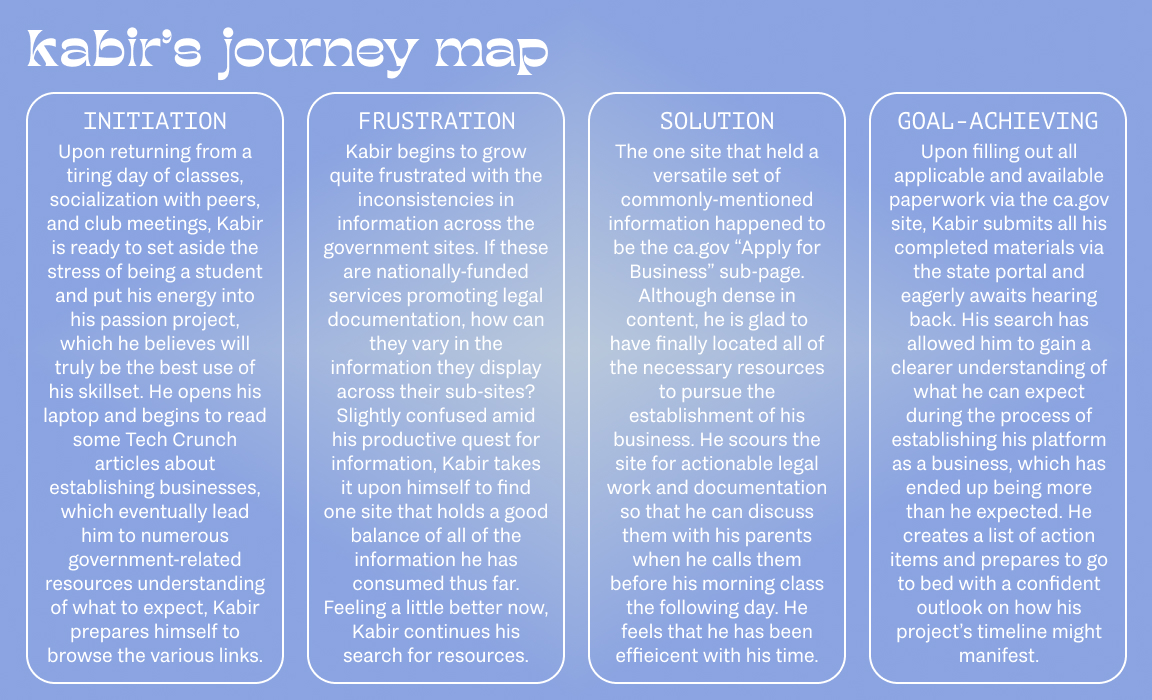 kabir's journey map
INITIATION
Upon returning from a
tiring day of classes,
socialization with peers,
and club meetings, Kabir
is ready to set aside the
stress of being a student
and put his energy into
his passion project,
which he believes will
truly be the best use of
his skillset. He opens his
laptop and begins to read
some Tech Crunch
articles about
establishing businesses,
which eventually lead
him to numerous
government-related
resources understanding
of what to expect, Kabir
prepares himself to
browse the various links.
FRUSTRATION
Kabir begins to grow
quite frustrated with the
inconsistencies in
information across the
government sites. If these
are nationally-funded
services promoting legal
documentation, how can
they vary in the
information they display
across their sub-sites?
Slightly confused amid
his productive quest for
information, Kabir takes
it upon himself to find
one site that holds a good
balance of all of the
information he has
consumed thus far.
Feeling a little better now,
Kabir continues his
search for resources.
SOLUTION
The one site that held a
versatile set of
commonly-mentioned
information happened to
be the ca.gov “Apply for
Business” sub-page.
Although dense in
content, he is glad to
have finally located all of
the necessary resources
to pursue the
establishment of his
business. He scours the
site for actionable legal
work and documentation
so that he can discuss
them with his parents
when he calls them
before his morning class
the following day. He
feels that he has been
effieicent with his time.
GOAL-ACHIEVING
Upon filling out all
applicable and available
paperwork via the ca.gov
site, Kabir submits all his
completed materials via
the state portal and
eagerly awaits hearing
back. His search has
allowed him to gain a
clearer understanding of
what he can expect
during the process of
establishing his platform
as a business, which has
ended up being more
than he expected. He
creates a list of action
items and prepares to go
to bed with a confident
outlook on how his
project's timeline might
manifest.